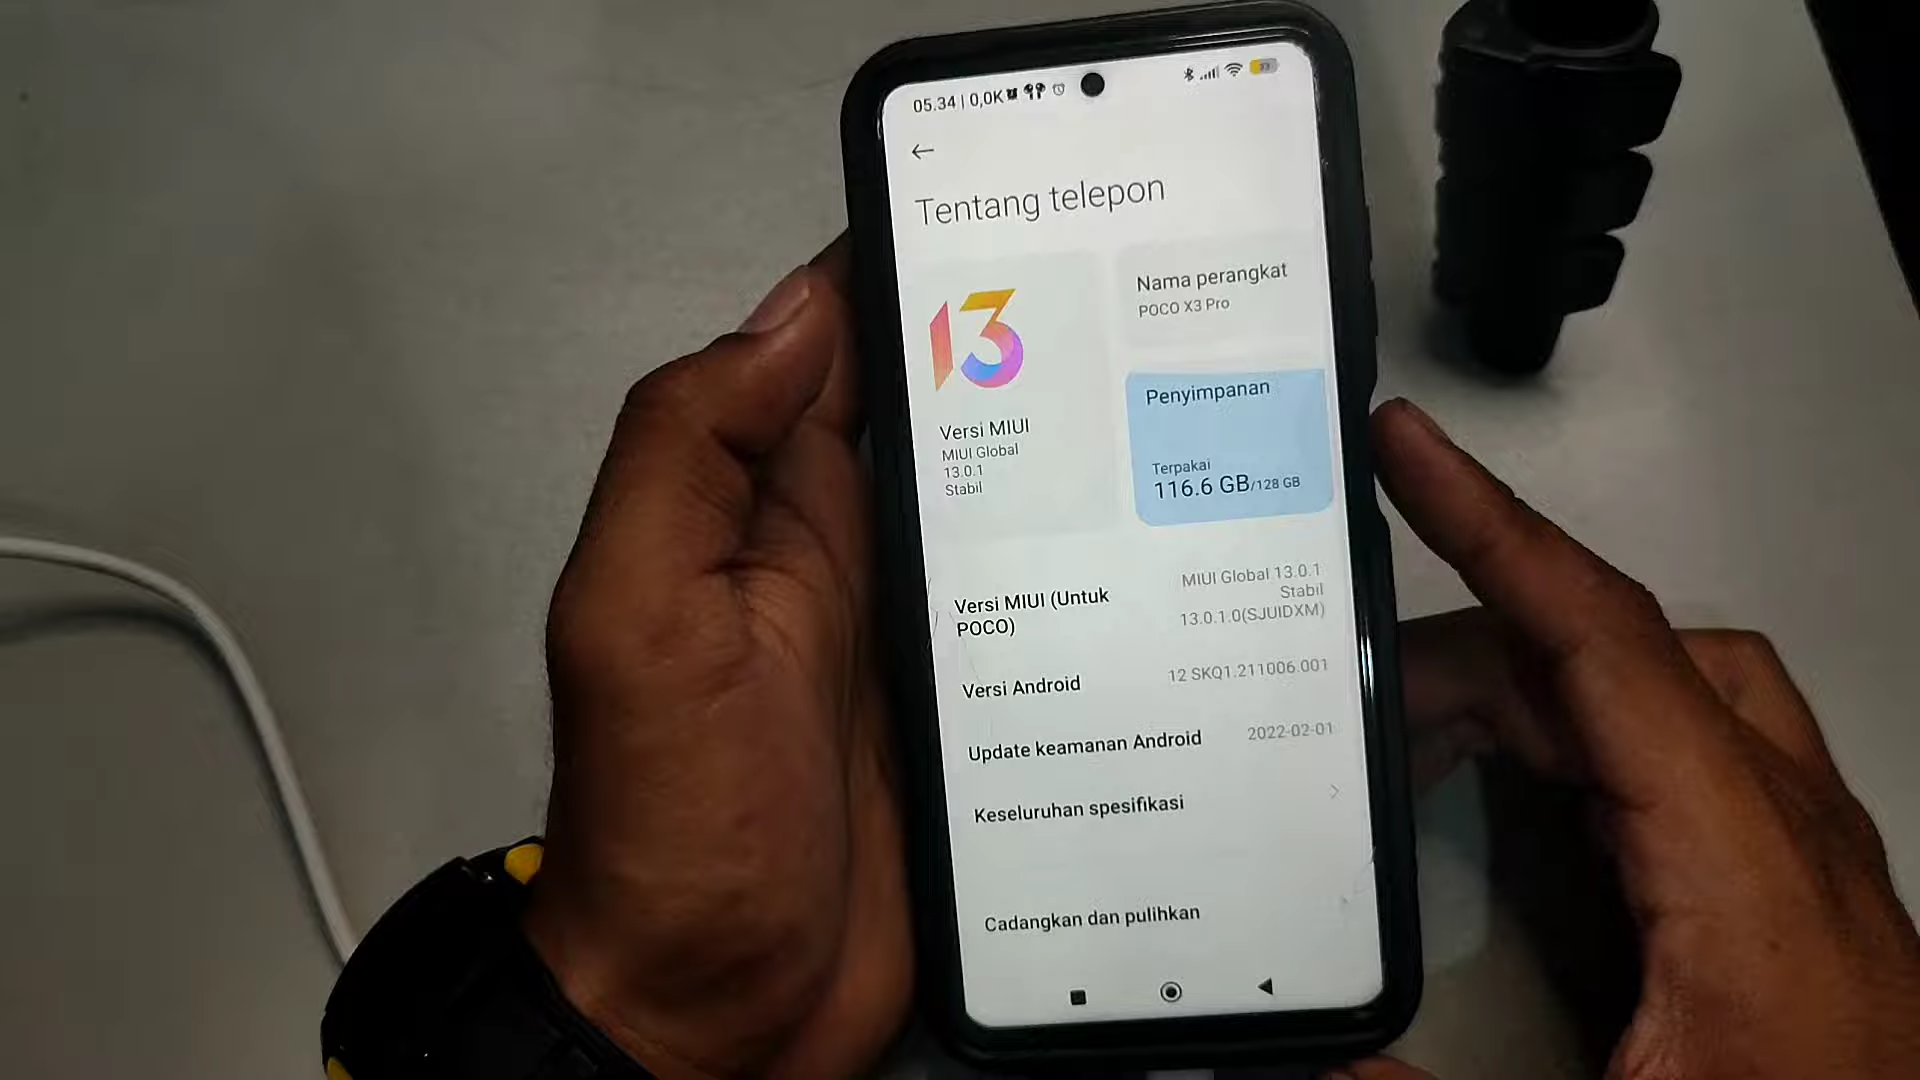 05.34 | 0,0K
33
Tentang telepon
13
Versi MIUI
MIUI Global
13.0.1
Stabil
Nama perangkat
POCO X3 Pro
Penyimpanan
Terpakai
116.6 GB/128 GB
Versi MIUI (Untuk
POCO)
MIUI Global 13.0.1
Stabil
13.0.1.0(SJUIDXM)
Versi Android
12 SKQ1.211006.001
Update keamanan Android
2022-02-01
Keseluruhan spesifikasi
Cadangkan dan pulihkan